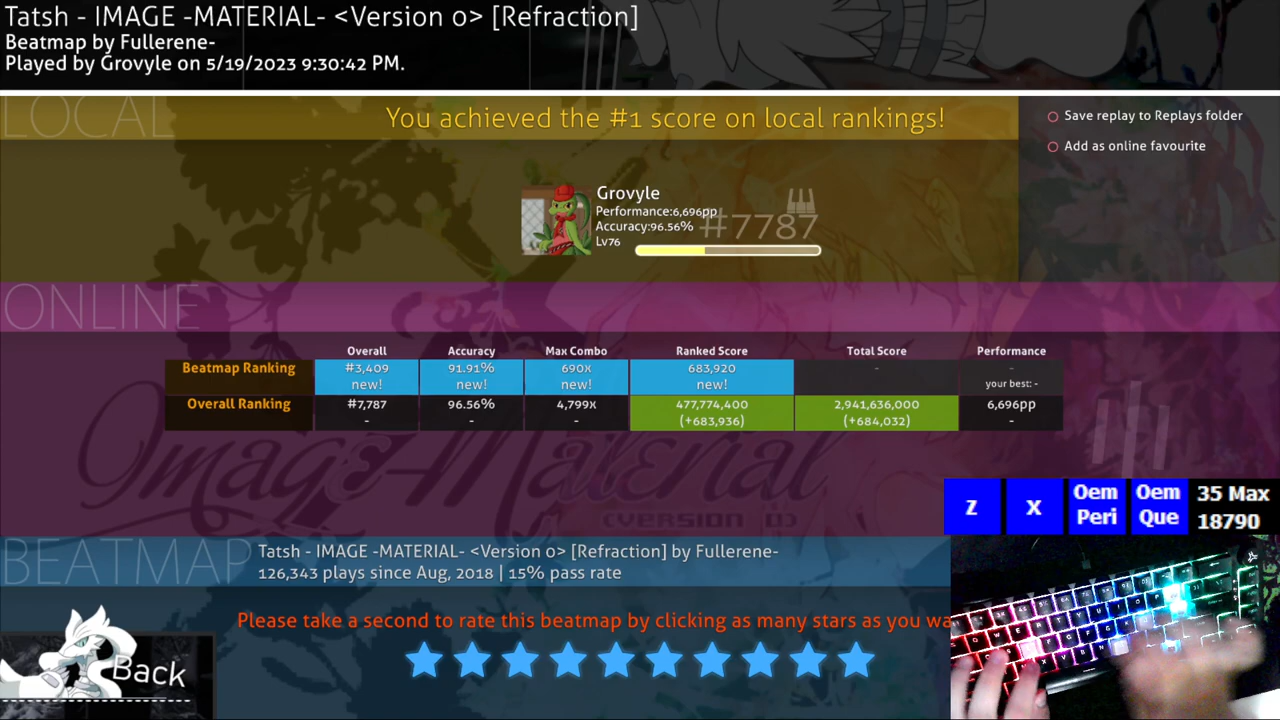 Tatsh - IMAGE -MATERIAL- <Version 0> [Refraction]
Beatmap by Fullerene-
Played by Grovyle on 5/19/2023 9:30:42 PM.
LOCAL
You achieved the #1 score on local rankings!
Save replay to Replays folder
Add as online favourite
Grovyle
Performance:6,696pp
Accuracy:96.56%
Lv76
#7787
ONLINE
Overall Accuracy Max Combo Ranked Score Total Score Performance
Beatmap Ranking #3,409 91.91% 690x 683,920 - -
new! new! new! new! your best: -
Overall Ranking #7,787 96.56% 4,799x 477,774,400 2,941,636,000 6,696pp
- - - (+683,936) (+684,032) -
Image-Material
(VERSION 0)
Z X Oem Peri Oem Que 35 Max 18790
BEATMAP
Tatsh - IMAGE -MATERIAL- <Version 0> [Refraction] by Fullerene-
126,343 plays since Aug, 2018 | 15% pass rate
Please take a second to rate this beatmap by clicking as many stars as you wa
Back